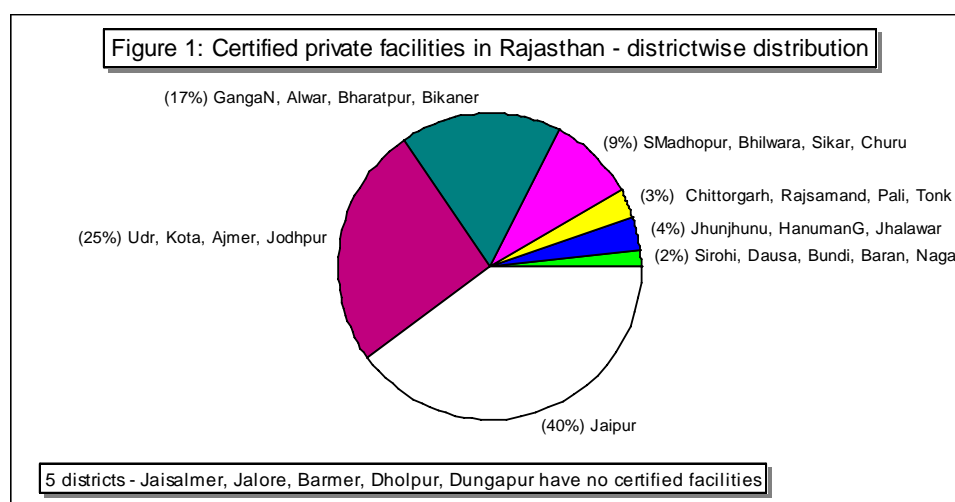 Figure 1: Certified private facilities in Rajasthan - districtwise distribution
(17%) GangaN, Alwar, Bharatpur, Bikaner
(9%) SMadhopur, Bhilwara, Sikar, Churu
(3%) Chittorgarh, Rajsamand, Pali, Tonk
(4%) Jhunjhunu, HanumanG, Jhalawar
(25%) Udr, Kota, Ajmer, Jodhpur
(2%) Sirohi, Dausa, Bundi, Baran, Naga
(40%) Jaipur
5 districts - Jaisalmer, Jalore, Barmer, Dholpur, Dungapur have no certified facilities